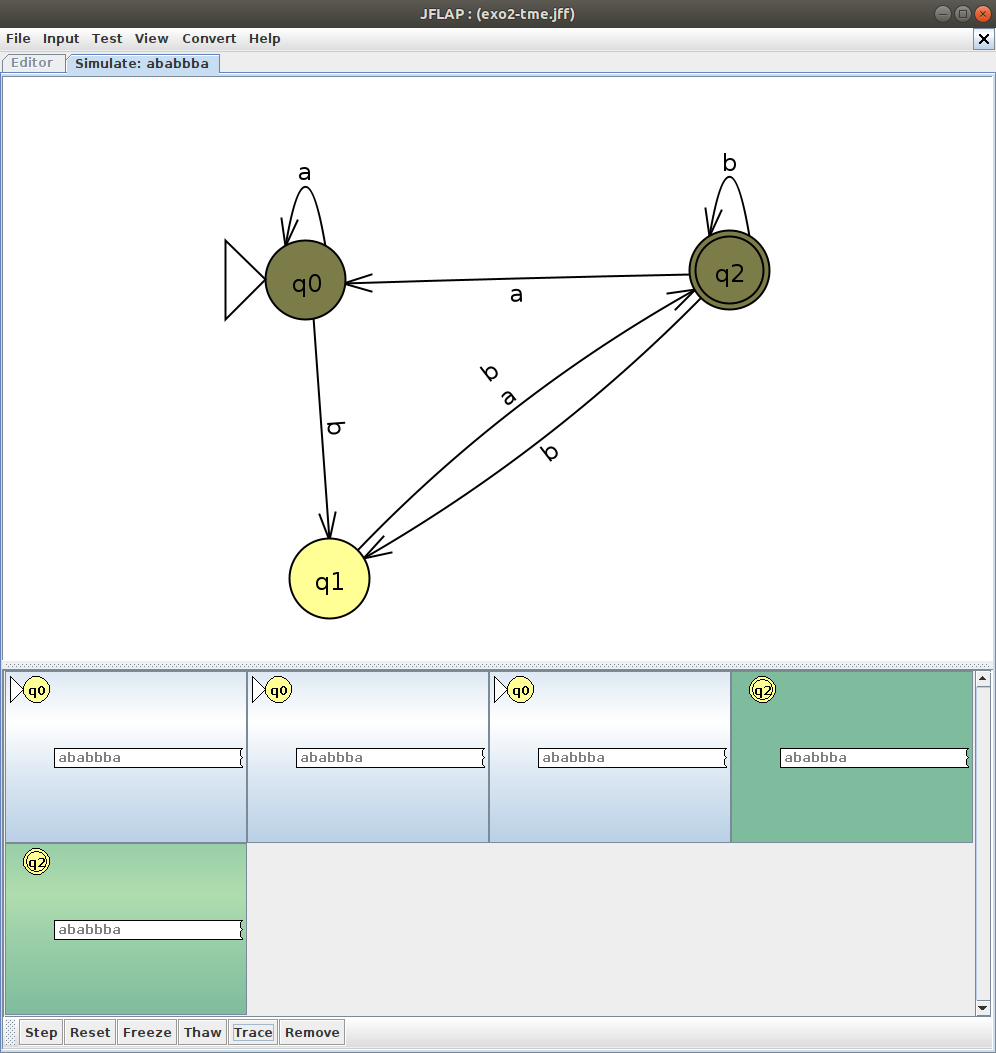 JFLAP : (exo2-tme.jff)
File Input Test View Convert Help
Editor Simulate: ababbba
a
b
q0
q2
a
b
a
b
b
q1
q0 q0 q0 q2
ababbba ababbba ababbba ababbba
q2
ababbba
Step Reset Freeze Thaw Trace Remove